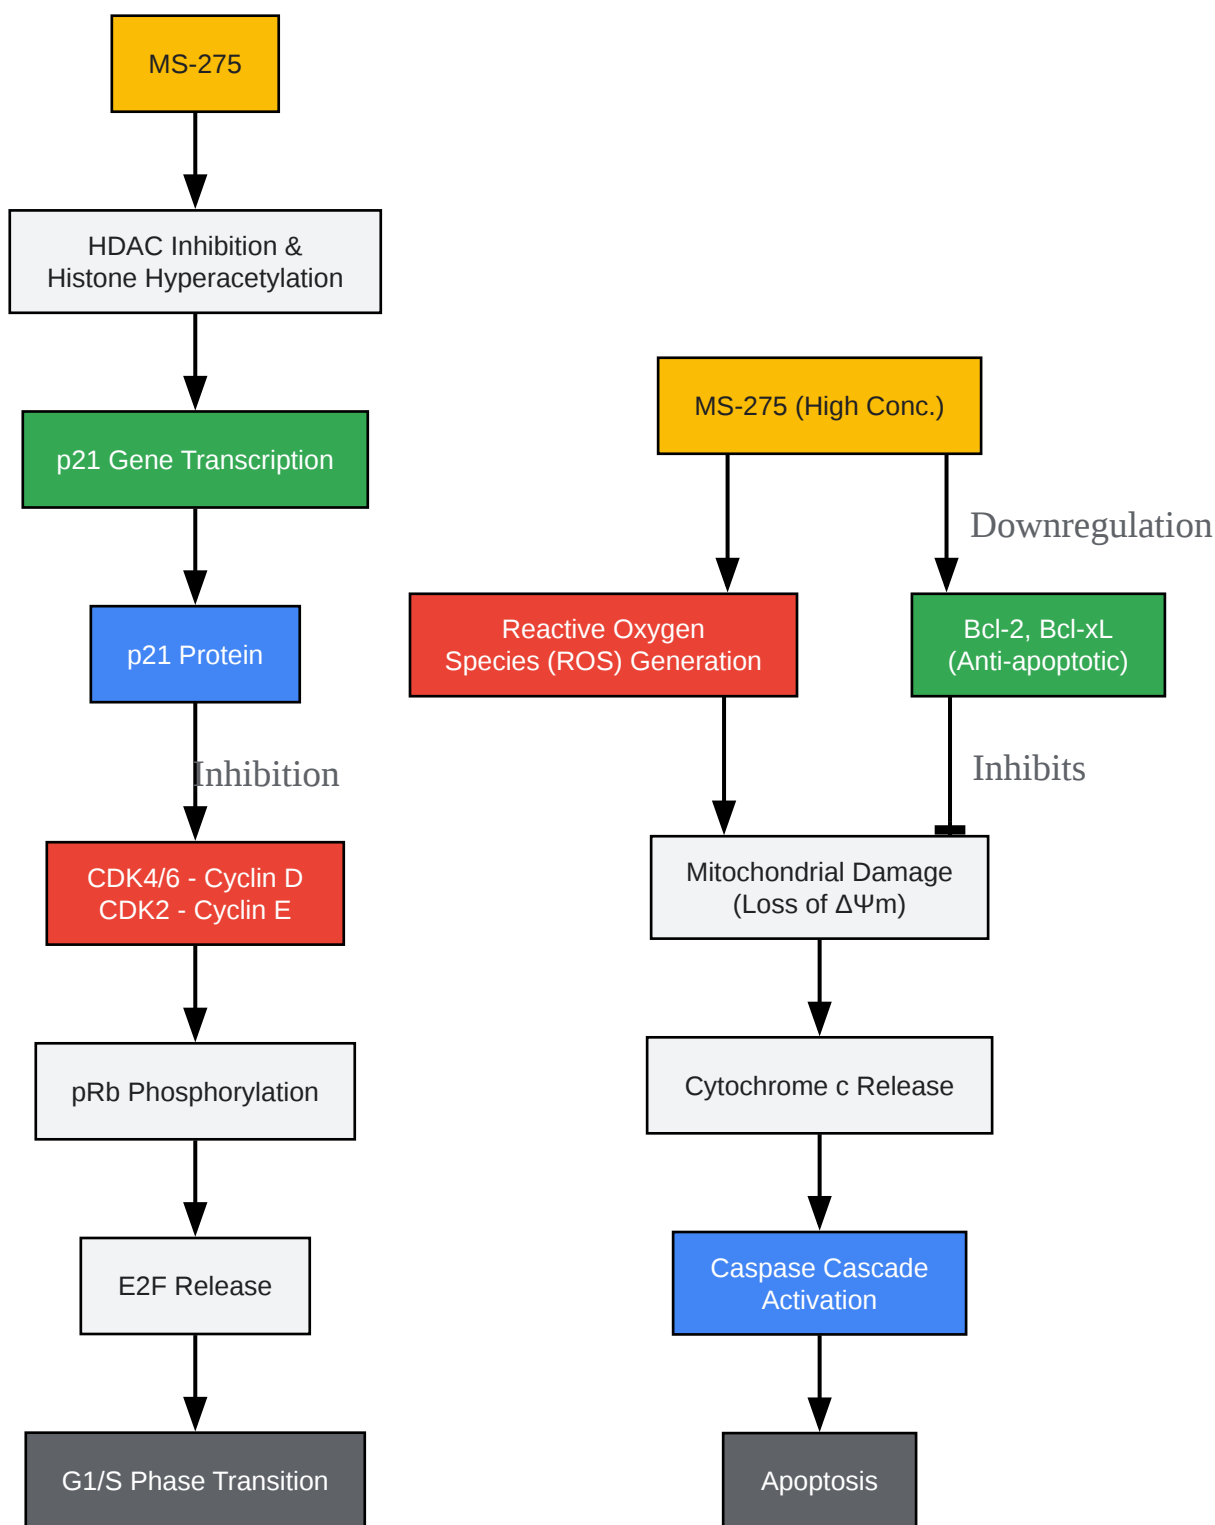 MS-275
HDAC Inhibition &
Histone Hyperacetylation
p21 Gene Transcription
p21 Protein
Inhibition
CDK4/6 - Cyclin D
CDK2 - Cyclin E
pRb Phosphorylation
E2F Release
G1/S Phase Transition
MS-275 (High Conc.)
Downregulation
Reactive Oxygen
Species (ROS) Generation
Bcl-2, Bcl-xL
(Anti-apoptotic)
Inhibits
Mitochondrial Damage
(Loss of ΔΨm)
Cytochrome c Release
Caspase Cascade
Activation
Apoptosis